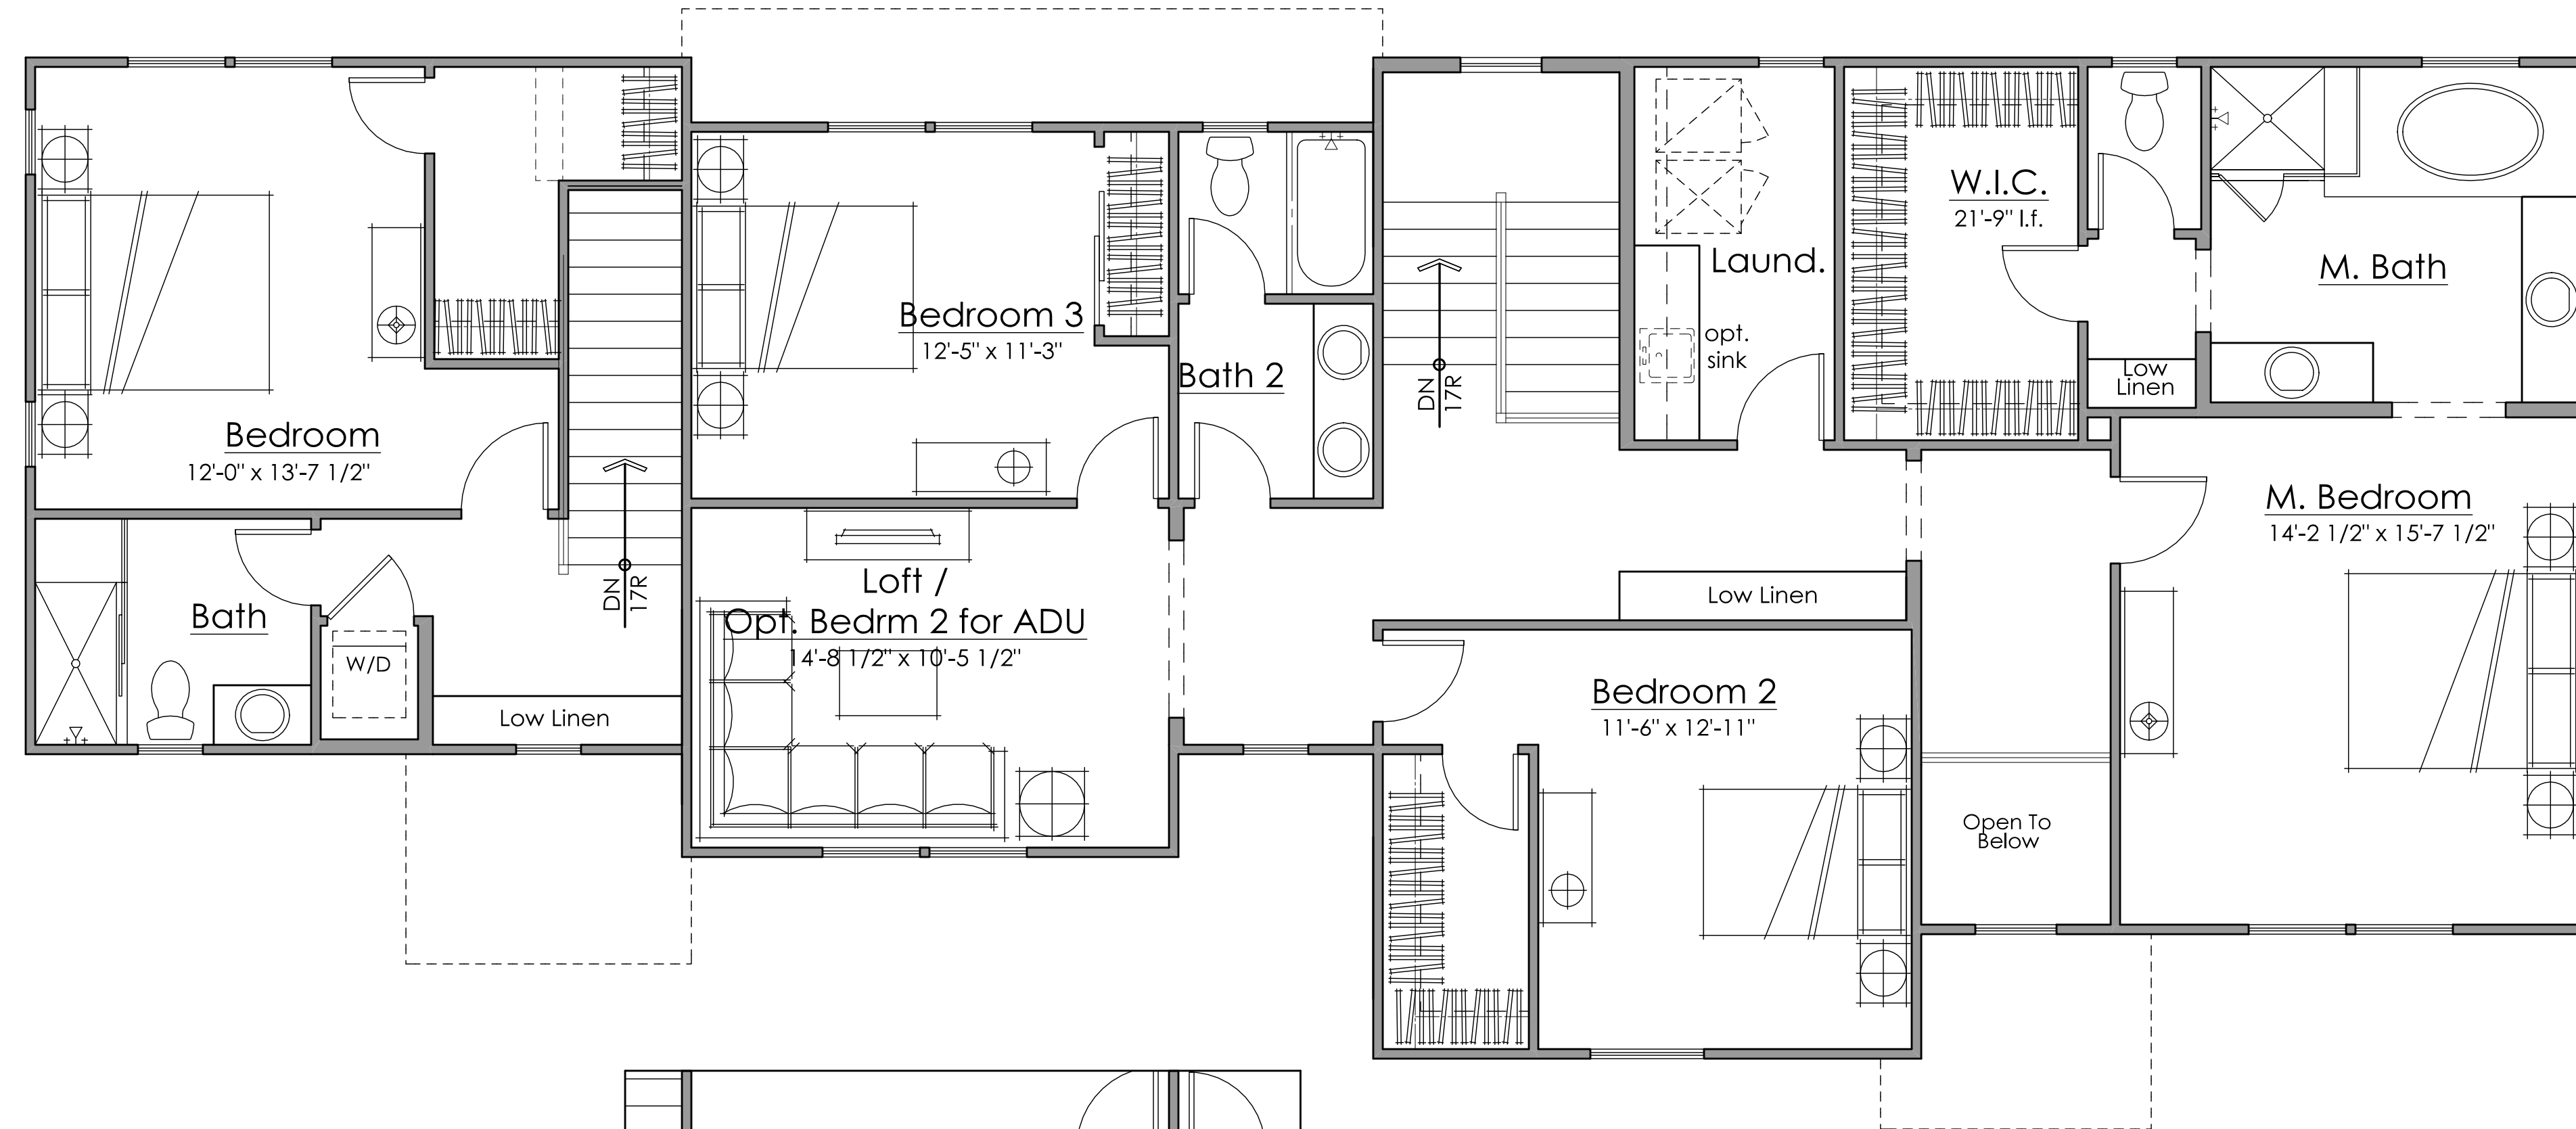 Bedroom
12'-0" x 13'-7 1/2"
Bath
W/D
Low Linen
DN
17R
Bedroom 3
12'-5" x 11'-3"
Loft /
Opt. Bedrm 2 for ADU
14'-8 1/2" x 10'-5 1/2"
Bath 2
DN
17R
Laund.
opt.
sink
W.I.C.
21'-9" l.f.
Low
Linen
M. Bath
M. Bedroom
14'-2 1/2" x 15'-7 1/2"
Low Linen
Bedroom 2
11'-6" x 12'-11"
Open To
Below